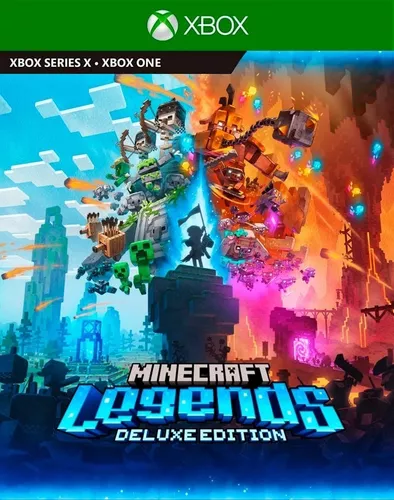 XBOX
XBOX SERIES X • XBOX ONE
MINECRAFT
Legends
DELUXE EDITION